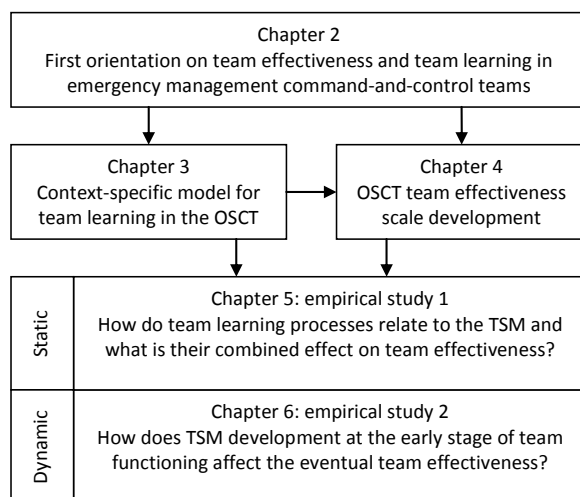 Chapter 2
First orientation on team effectiveness and team learning in
emergency management command-and-control teams
Chapter 3
Context-specific model for
team learning in the OSCT
Chapter 4
OSCT team effectiveness
scale development
Static
Chapter 5: empirical study 1
How do team learning processes relate to the TSM and
what is their combined effect on team effectiveness?
Dynamic
Chapter 6: empirical study 2
How does TSM development at the early stage of team
functioning affect the eventual team effectiveness?